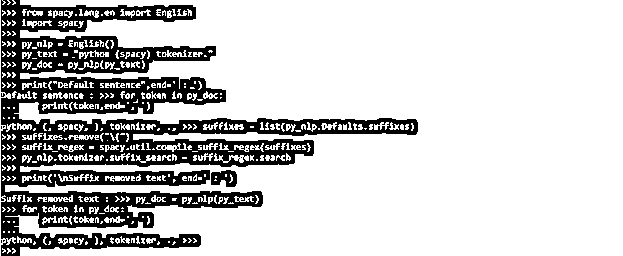 >>>
>>> from spacy.lang.en import English
>>> import spacy
>>>
>>> py_nlp = English()
>>> py_text = "python (spacy) tokenizer."
>>> py_doc = py_nlp(py_text)
>>>
>>> print("Default sentence",end=' : ')
Default sentence : >>> for token in py_doc:
...     print(token,end=', ')
...
python, (, spacy, ), tokenizer, ., >>> suffixes = list(py_nlp.Defaults.suffixes)
>>> suffixes.remove("\(")
>>> suffix_regex = spacy.util.compile_suffix_regex(suffixes)
>>> py_nlp.tokenizer.suffix_search = suffix_regex.search
>>>
>>> print('\nSuffix removed text', end=' : ')

Suffix removed text : >>> py_doc = py_nlp(py_text)
>>> for token in py_doc:
...     print(token,end=', ')
...
python, (, spacy, ), tokenizer, ., >>>
>>>